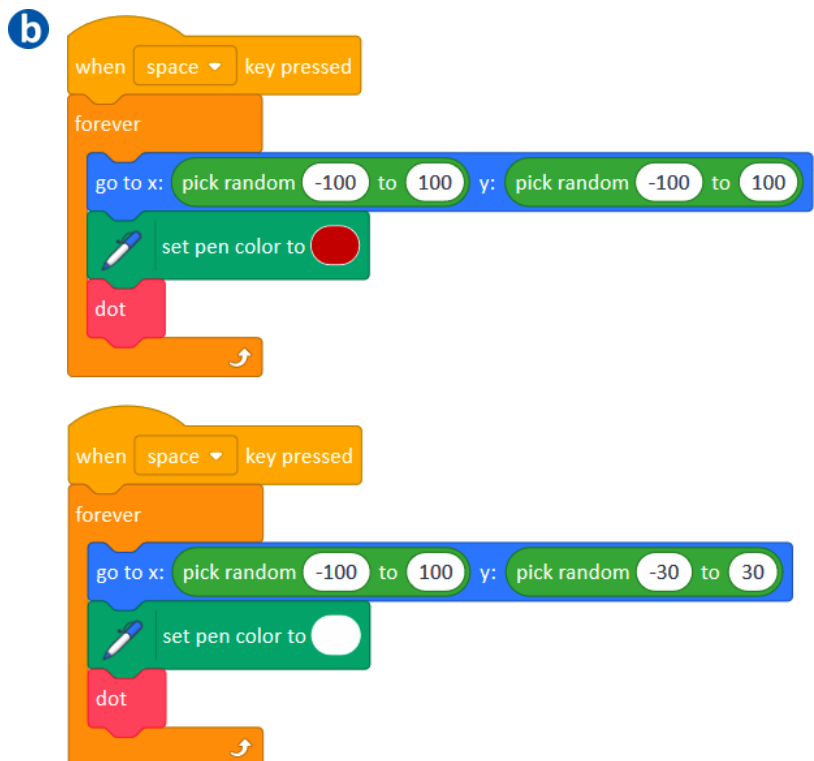 b
when space key pressed
forever
go to x: pick random -100 to 100 y: pick random -100 to 100
set pen color to
dot
when space key pressed
forever
go to x: pick random -100 to 100 y: pick random -30 to 30
set pen color to
dot